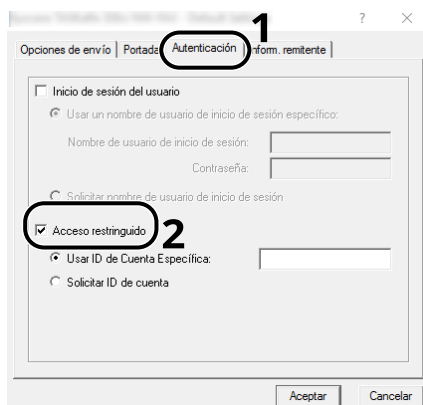 1
Opciones de envío Portada Autenticación Inform. remitente
Inicio de sesión del usuario
Usar un nombre de usuario de inicio de sesión específico:
Nombre de usuario de inicio de sesión:
Contraseña:
Solicitar nombre de usuario de inicio de sesión
Acceso restringido 2
Usar ID de Cuenta Específica:
Solicitar ID de cuenta
Aceptar Cancelar